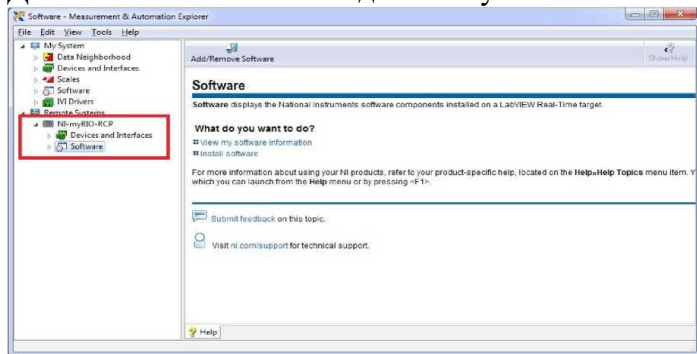 Software - Measurement & Automation Explorer
File Edit View Tools Help
My System
Data Neighborhood
Devices and Interfaces
Scales
Software
IVI Drivers
Remote Systems
NI-myRIO-RCP
Devices and Interfaces
Software
Add/Remove Software
Show Help
Software
Software displays the National Instruments software components installed on a LabVIEW Real-Time target.
What do you want to do?
View my software information
Install software
For more information about using your NI products, refer to your product-specific help, located on the Help»Help Topics menu item. Y
which you can launch from the Help menu or by pressing <F1>.
Submit feedback on this topic.
Visit ni.com/support for technical support.
Help